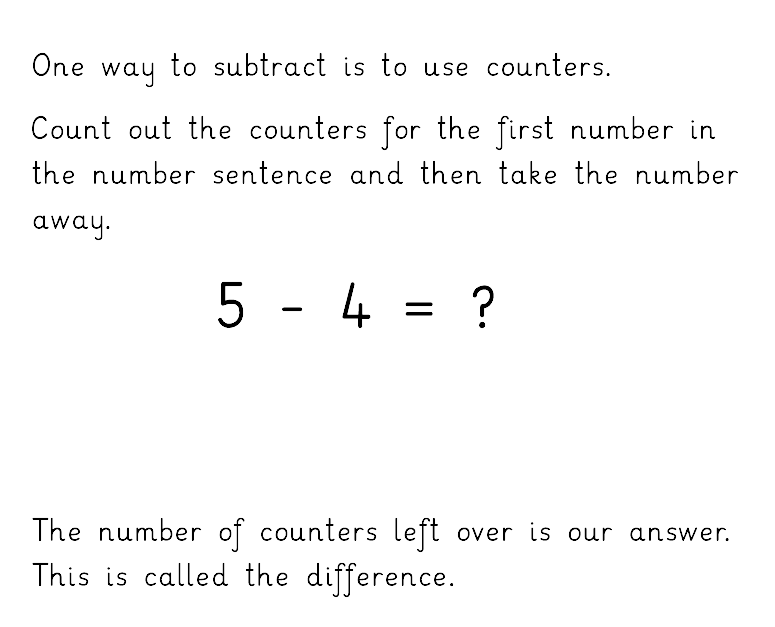 One way to subtract is to use counters.
Count out the counters for the first number in
the number sentence and then take the number
away.
5 - 4 = ?
The number of counters left over is our answer.
This is called the difference.